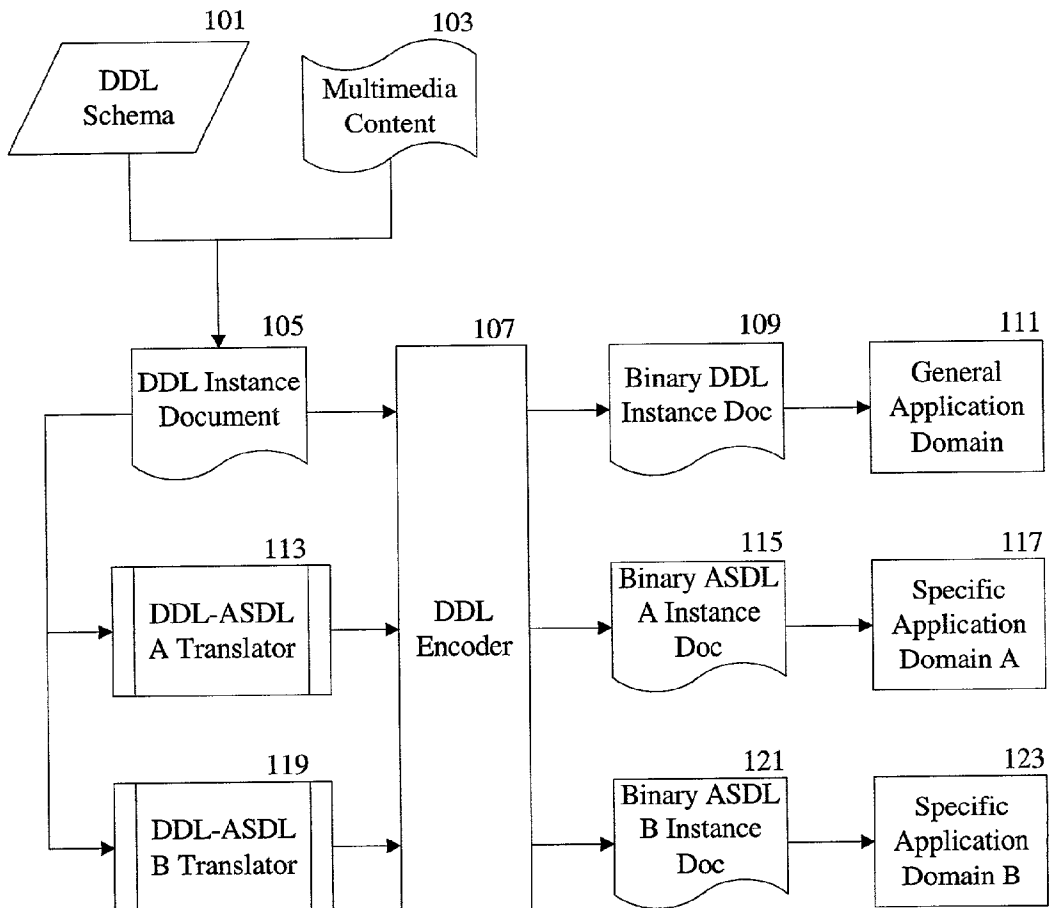 101
DDL
Schema
103
Multimedia
Content
105
DDL Instance
Document
107
DDL
Encoder
109
Binary DDL
Instance Doc
111
General
Application
Domain
113
DDL-ASDL
A Translator
115
Binary ASDL
A Instance
Doc
117
Specific
Application
Domain A
119
DDL-ASDL
B Translator
121
Binary ASDL
B Instance
Doc
123
Specific
Application
Domain B